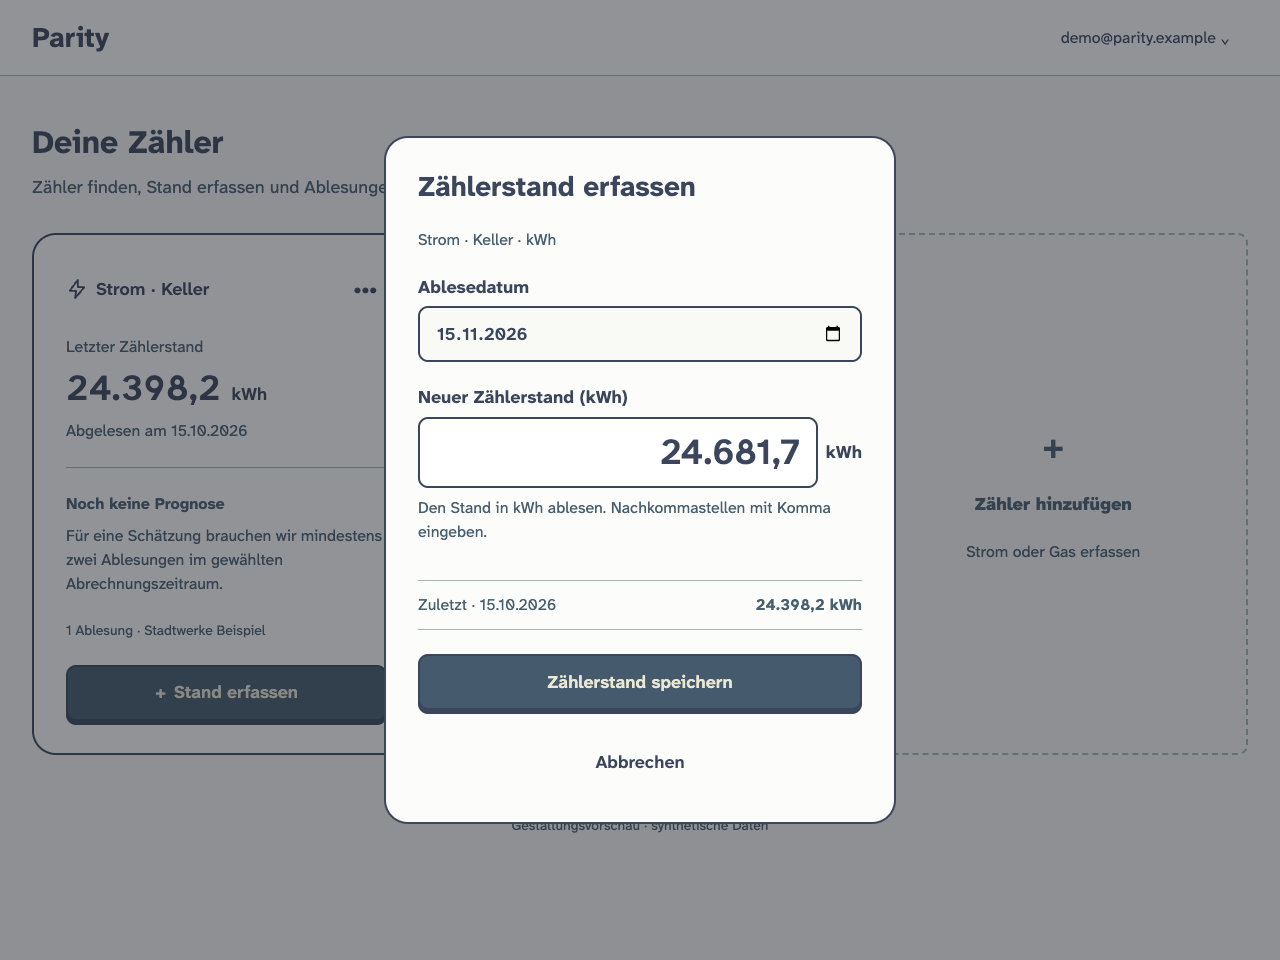 Parity
demo@parity.example
Deine Zähler
Zähler finden, Stand erfassen und Ablesunge
Strom · Keller
•••
Letzter Zählerstand
24.398,2 kWh
Abgelesen am 15.10.2026
Noch keine Prognose
Für eine Schätzung brauchen wir mindestens
zwei Ablesungen im gewählten
Abrechnungszeitraum.
1 Ablesung · Stadtwerke Beispiel
+ Stand erfassen
Zählerstand erfassen
Strom · Keller · kWh
Ablesedatum
15.11.2026
Neuer Zählerstand (kWh)
24.681,7 kWh
Den Stand in kWh ablesen. Nachkommastellen mit Komma
eingeben.
Zuletzt · 15.10.2026 24.398,2 kWh
Zählerstand speichern
Abbrechen
+
Zähler hinzufügen
Strom oder Gas erfassen
Gestaltungsvorschau · synthetische Daten